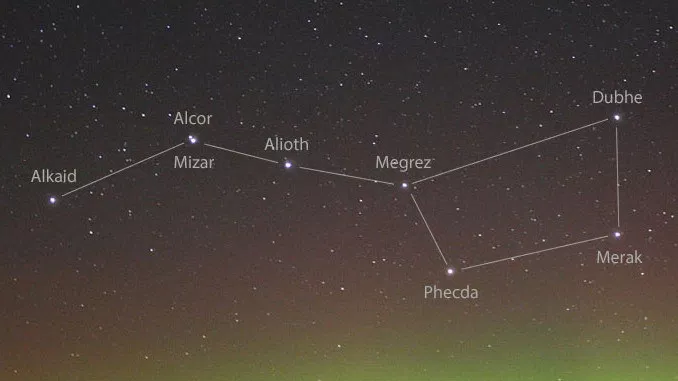 Dubhe
Alcor
Alioth
Mizar
Megrez
Alkaid
Merak
Phecda